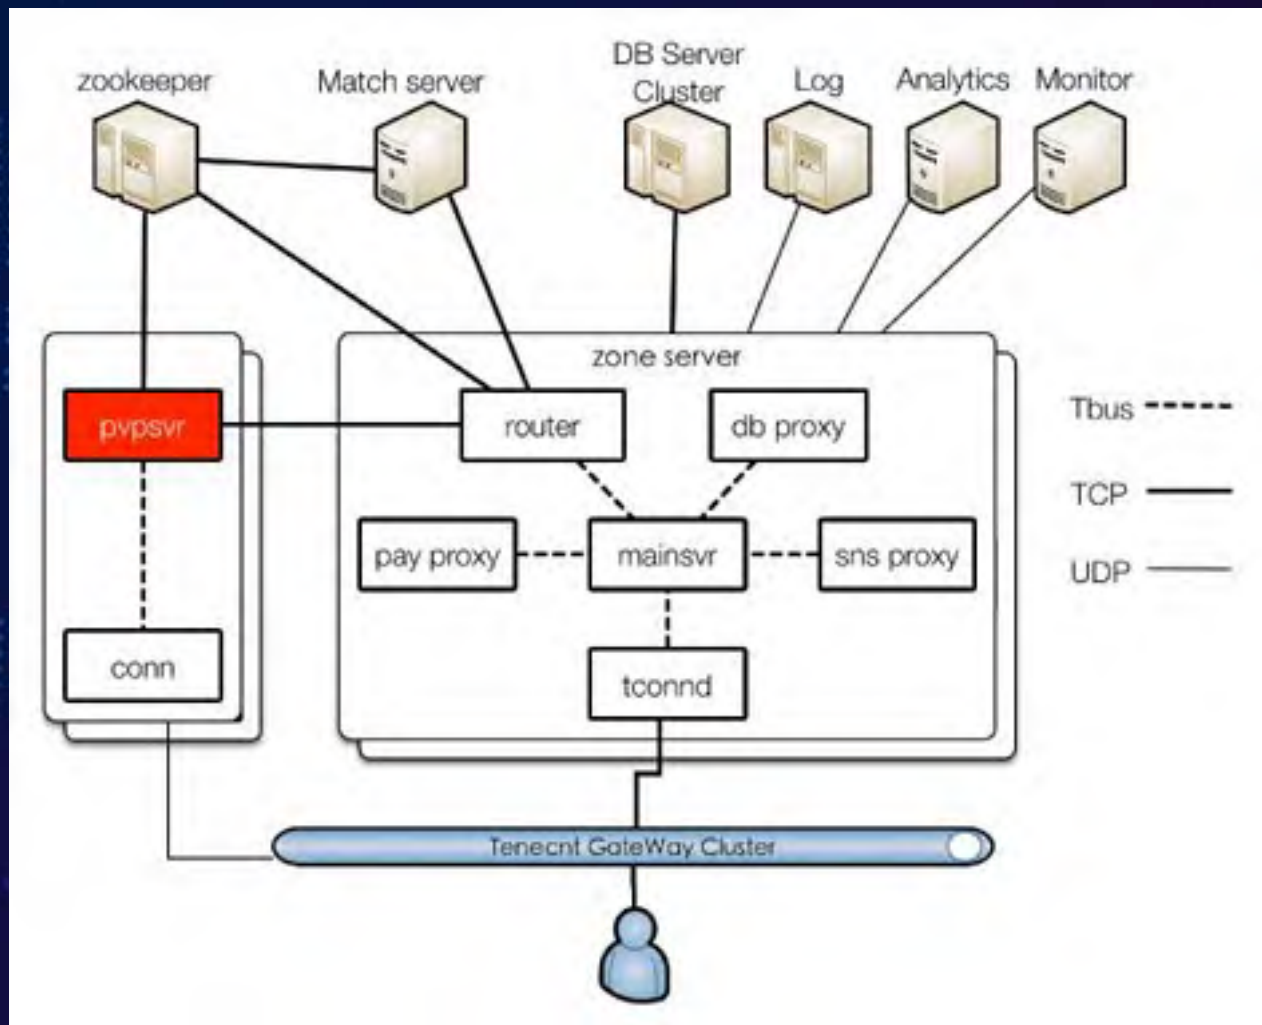 zookeeper
Match server
DB Server
Cluster
Log
Analytics
Monitor
zone server
pvpsvr
router
db proxy
Tbus
TCP
UDP
pay proxy
mainsvr
sns proxy
conn
tconnd
Tenecnt GateWay Cluster